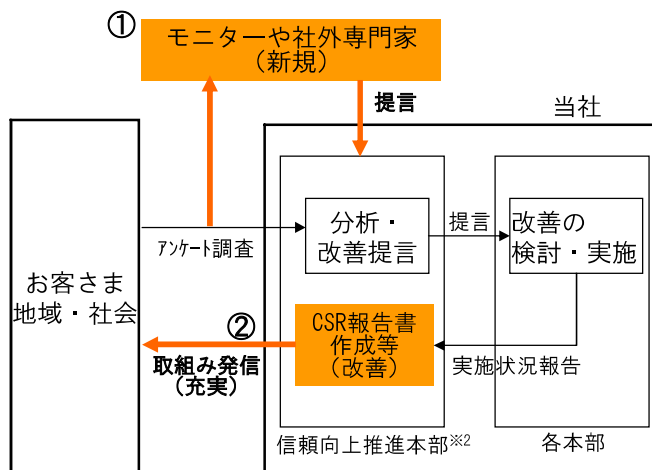 ①
モニターや社外専門家
（新規）
提言
当社
分析・
改善提言
提言
改善の
検討・実施
アンケート調査
お客さま
地域・社会
②
CSR報告書
作成等
（改善）
取組み発信
（充実）
実施状況報告
信頼向上推進本部※2
各本部